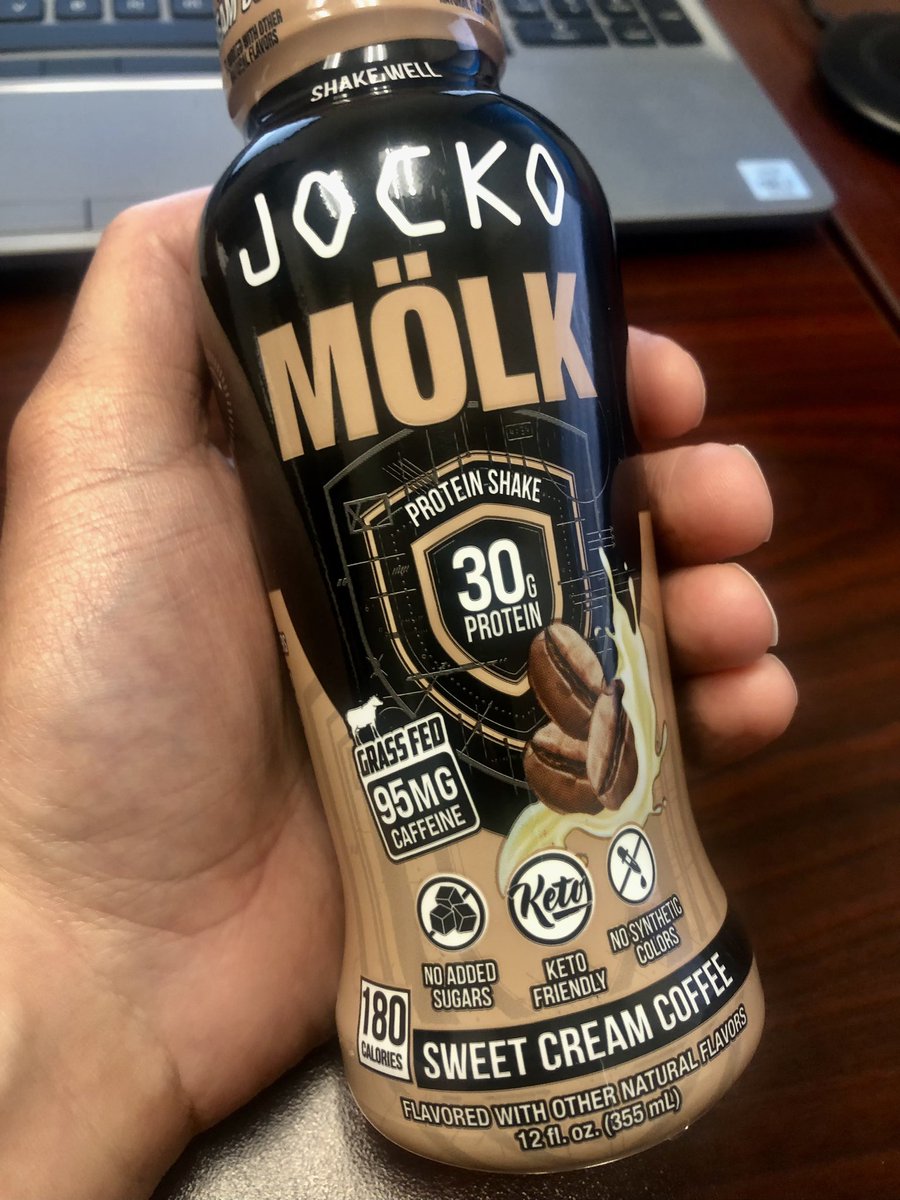 SHAKE WELL
JOCKO
MÖLK
PROTEIN SHAKE
30G
PROTEIN
GRASS FED
95MG
CAFFEINE
Keto
NO ADDED
SUGARS
KETO
FRIENDLY
NO SYNTHETIC
COLORS
180
CALORIES
SWEET CREAM COFFEE
FLAVORED WITH OTHER NATURAL FLAVORS
12 fl. oz. (355 mL)